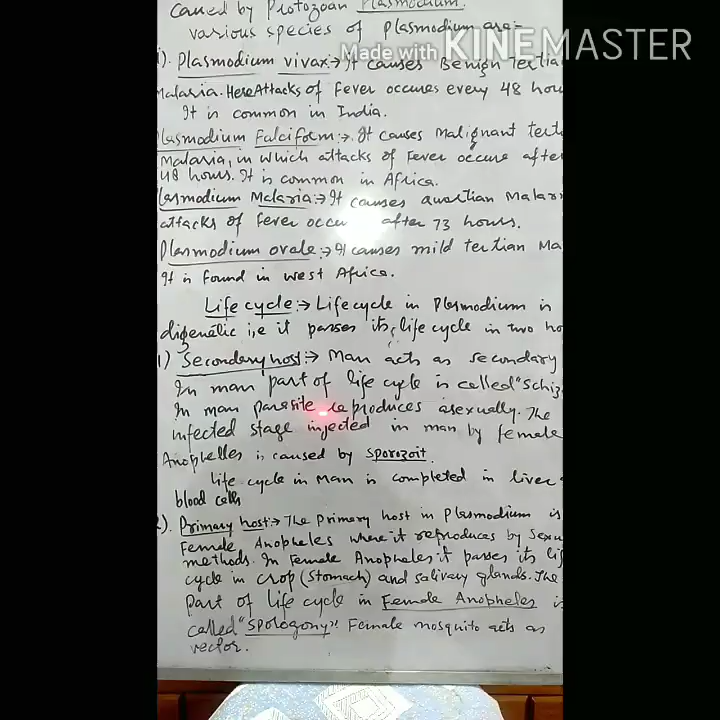 caused by Protozoan Plasmodium.
various species of Plasmodium are:-
Made with KINEMASTER
i). Plasmodium vivax:→ It causes Benign Tertia
Malaria. Here Attacks of Fever occures every 48 hou
It is common in India.
Plasmodium Falciform:→ It causes Malignant tert
Malaria, in which attacks of Fever occure after
48 hours. It is common in Africa.
Plasmodium Malaria:→ It causes quartian Malari
attacks of fever occu after 73 hours.
Plasmodium ovale:→ It causes mild tertian Ma
It is found in west Africa.
Life cycle:→ Life cycle in Plasmodium is
digenetic i,e it passes its life cycle in two ho
1) Secondary host:→ Man acts as secondary
In man part of life cycle is called "Schiz
In man parasite reproduces asexually. The
infected stage injected in man by female
Anophelles is caused by sporozoit.
life cycle in Man is completed in liver
blood cells
2). Primary host:→ The Primary host in Plasmodium is
Female Anopheles where it reproduces by Sexu
methods. In Female Anopheles it passes its lif
cycle in crop (Stomach) and salivary glands. The
part of life cycle in Female Anopheles is
called "Spologony". Female mosquito acts as
vector.